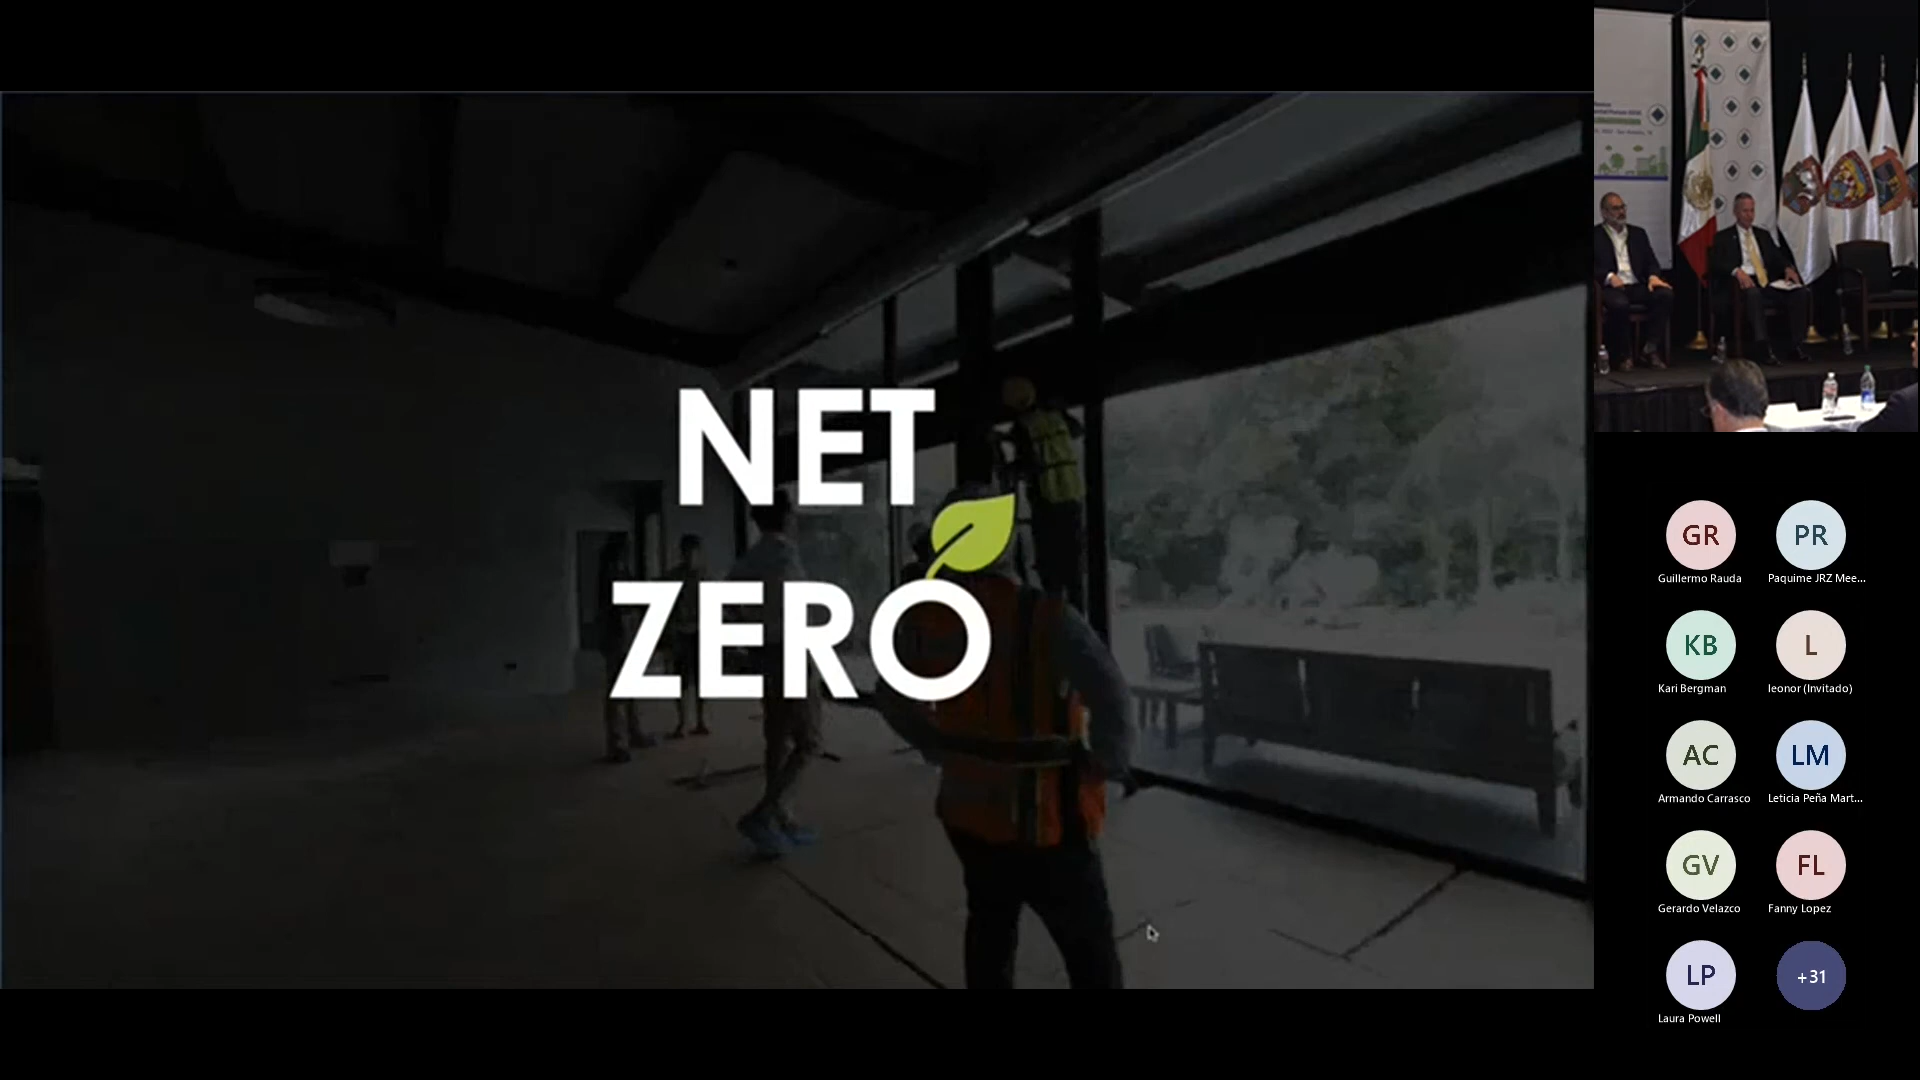 NET
ZERO
GR
Guillermo Rauda
PR
Paquime JRZ Mee...
KB
Kari Bergman
L
leonor (Invitado)
AC
Armando Carrasco
LM
Leticia Peña Mart...
GV
Gerardo Velazco
FL
Fanny Lopez
LP
Laura Powell
+31